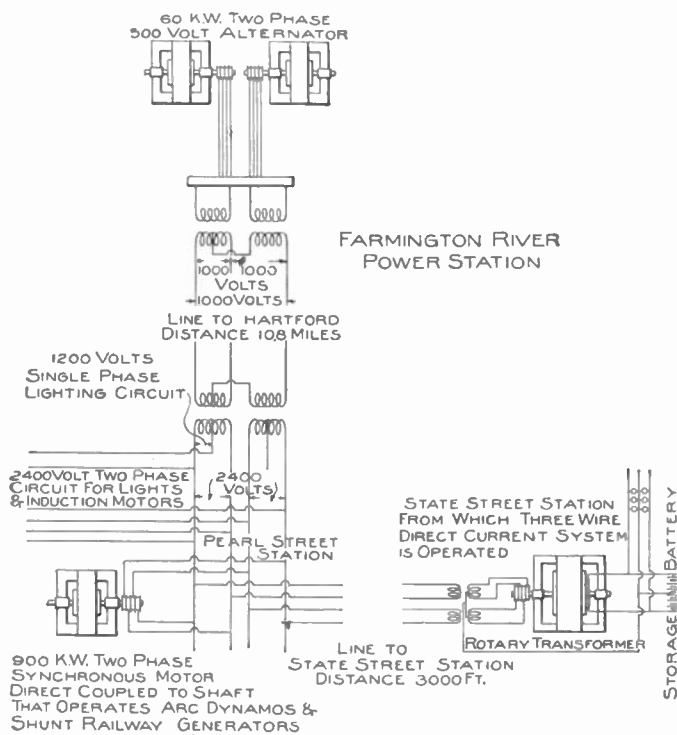 60 K.W. TWO PHASE
500 VOLT ALTERNATOR
FARMINGTON RIVER
POWER STATION
1000 1000
VOLTS
1000 VOLTS
LINE TO HARTFORD
DISTANCE 10.8 MILES
1200 VOLTS
SINGLE PHASE
LIGHTING CIRCUIT
2400 VOLT TWO PHASE
CIRCUIT FOR LIGHTS
& INDUCTION MOTORS
2400
VOLTS
PEARL STREET
STATION
STATE STREET STATION
FROM WHICH THREE WIRE
DIRECT CURRENT SYSTEM
IS OPERATED
STORAGE BATTERY
ROTARY TRANSFORMER
LINE TO
STATE STREET STATION
DISTANCE 3000 FT.
900 K.W. TWO PHASE
SYNCHRONOUS MOTOR
DIRECT COUPLED TO SHAFT
THAT OPERATES ARC DYNAMOS &
SHUNT RAILWAY GENERATORS